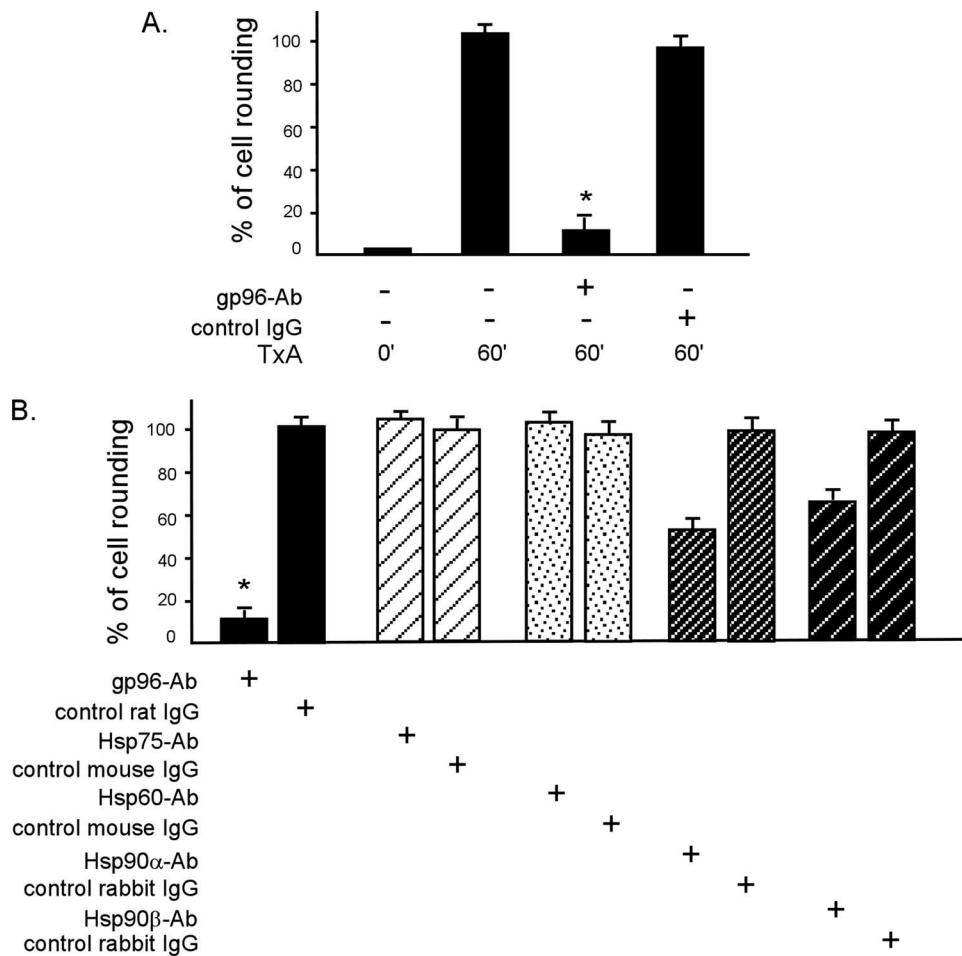 A.
% of cell rounding
100
80
60
40
20
0
*
gp96-Ab - - + -
control IgG - - - +
TxA 0' 60' 60' 60'
B.
% of cell rounding
100
80
60
40
20
0
*
gp96-Ab +
control rat IgG +
Hsp75-Ab +
control mouse IgG +
Hsp60-Ab +
control mouse IgG +
Hsp90α-Ab +
control rabbit IgG +
Hsp90β-Ab +
control rabbit IgG +